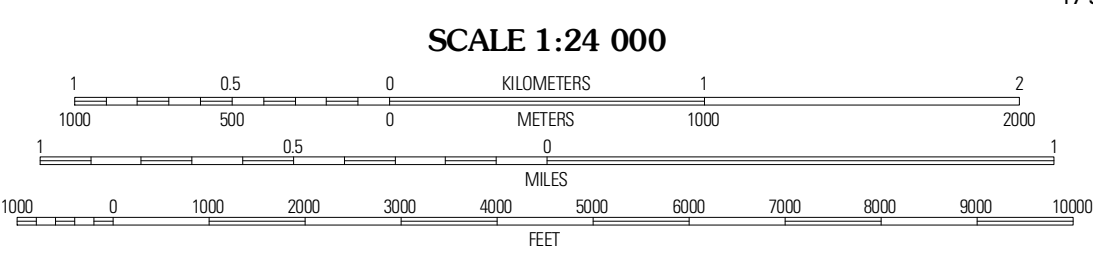 SCALE 1:24 000
1 0.5 0 KILOMETERS 1 2
1000 500 0 METERS 1000 2000
1 0.5 0 1
MILES
1000 0 1000 2000 3000 4000 5000 6000 7000 8000 9000 10000
FEET